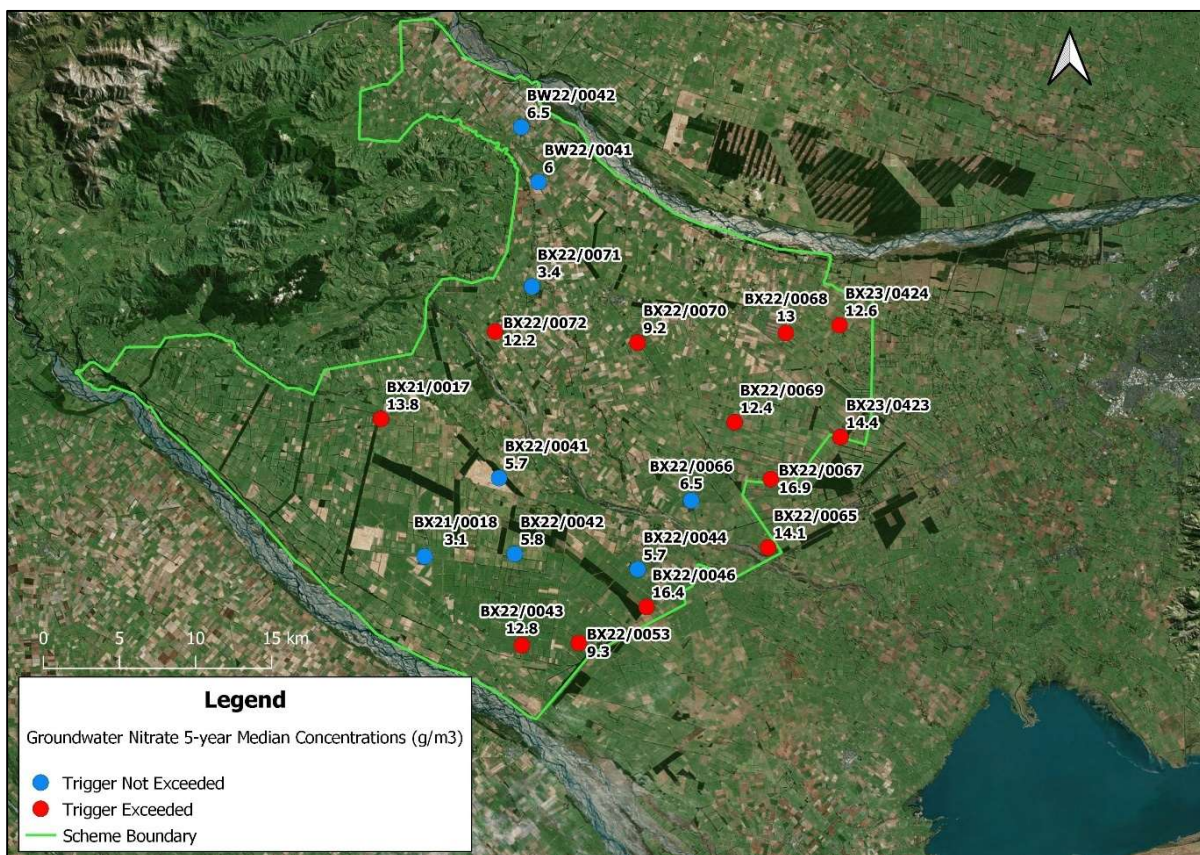 BW22/0042
6.5
BW22/0041
6
BX22/0071
3.4
BX22/0072
12.2
BX22/0070
9.2
BX22/0068
13
BX23/0424
12.6
BX21/0017
13.8
BX22/0069
12.4
BX23/0423
14.4
BX22/0041
5.7
BX22/0066
6.5
BX22/0067
16.9
BX21/0018
3.1
BX22/0042
5.8
BX22/0044
5.7
BX22/0065
14.1
BX22/0046
16.4
BX22/0043
12.8
BX22/0053
9.3
0 5 10 15 km
Legend
Groundwater Nitrate 5-year Median Concentrations (g/m3)
Trigger Not Exceeded
Trigger Exceeded
Scheme Boundary